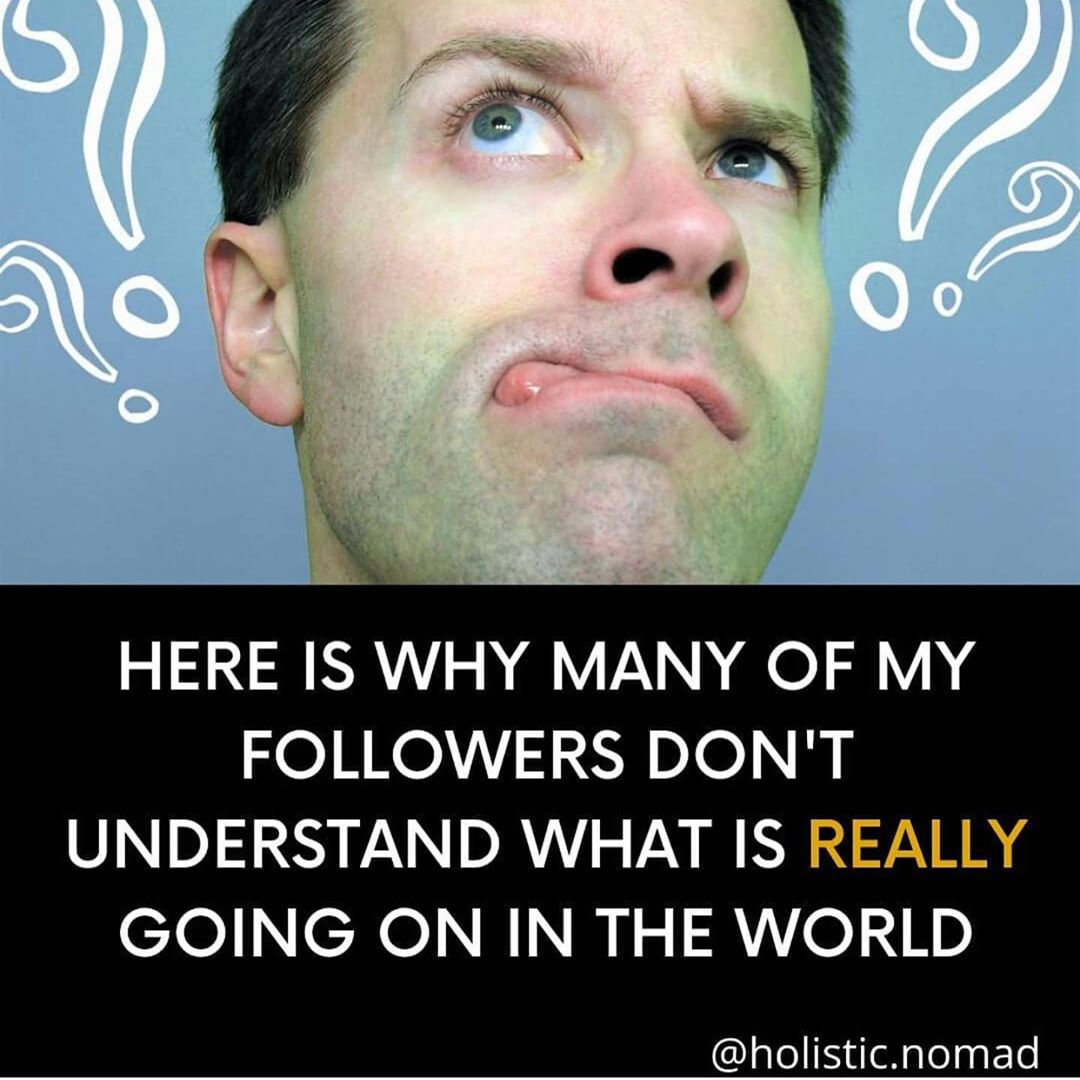 HERE IS WHY MANY OF MY
FOLLOWERS DON'T
UNDERSTAND WHAT IS REALLY
GOING ON IN THE WORLD
@holistic.nomad